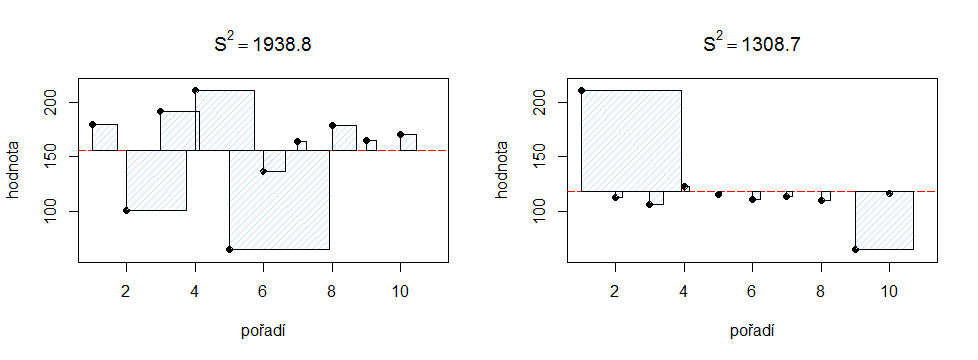 S² = 1938.8
hodnota
200
150
100
2 4 6 8 10
pořadí
S² = 1308.7
hodnota
200
150
100
2 4 6 8 10
pořadí